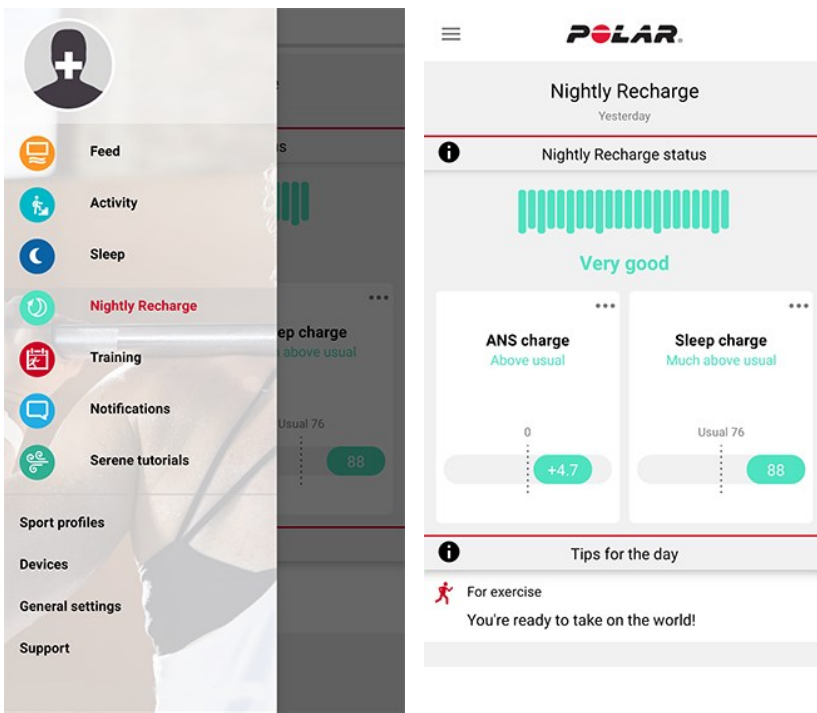 Feed
Activity
Sleep
Nightly Recharge
Training
Notifications
Serene tutorials
Sport profiles
Devices
General settings
Support
s
ep charge
above usual
Usual 76
88
POLAR.
Nightly Recharge
Yesterday
Nightly Recharge status
Very good
ANS charge
Above usual
0
+4.7
Sleep charge
Much above usual
Usual 76
88
Tips for the day
For exercise
You're ready to take on the world!